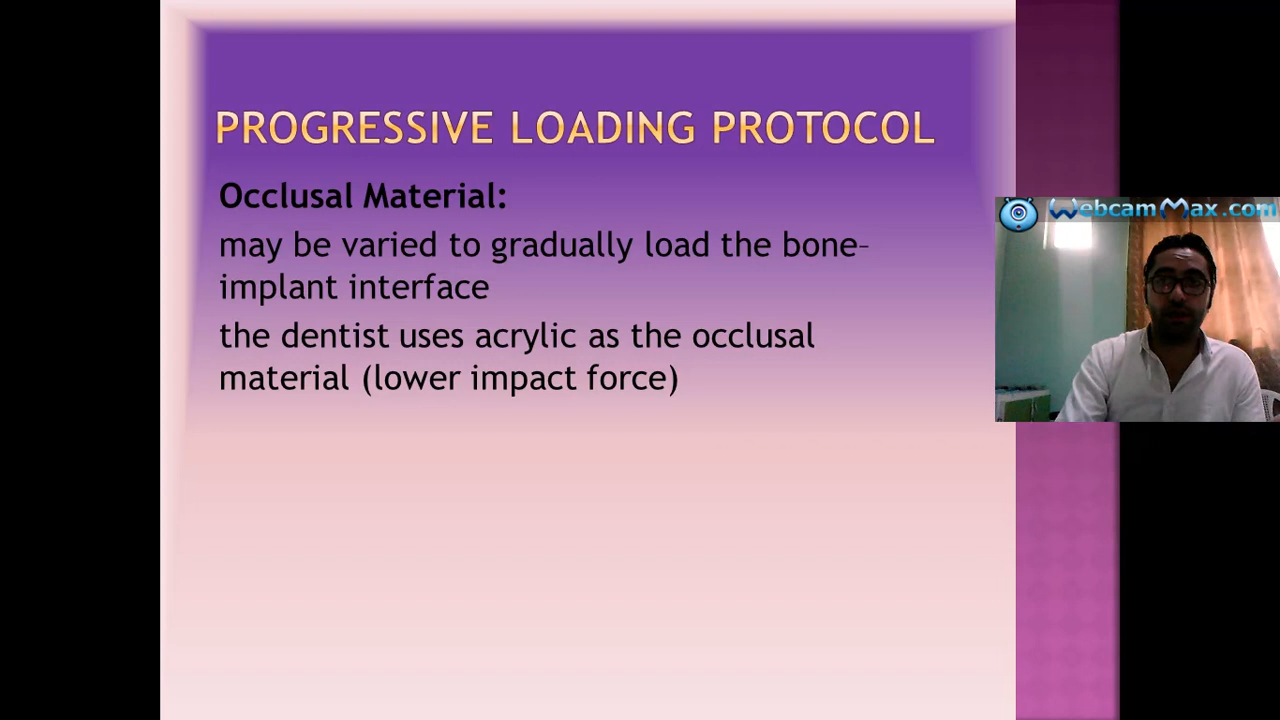 PROGRESSIVE LOADING PROTOCOL
Occlusal Material:
may be varied to gradually load the bone–
implant interface
the dentist uses acrylic as the occlusal
material (lower impact force)
WebcamMax.com